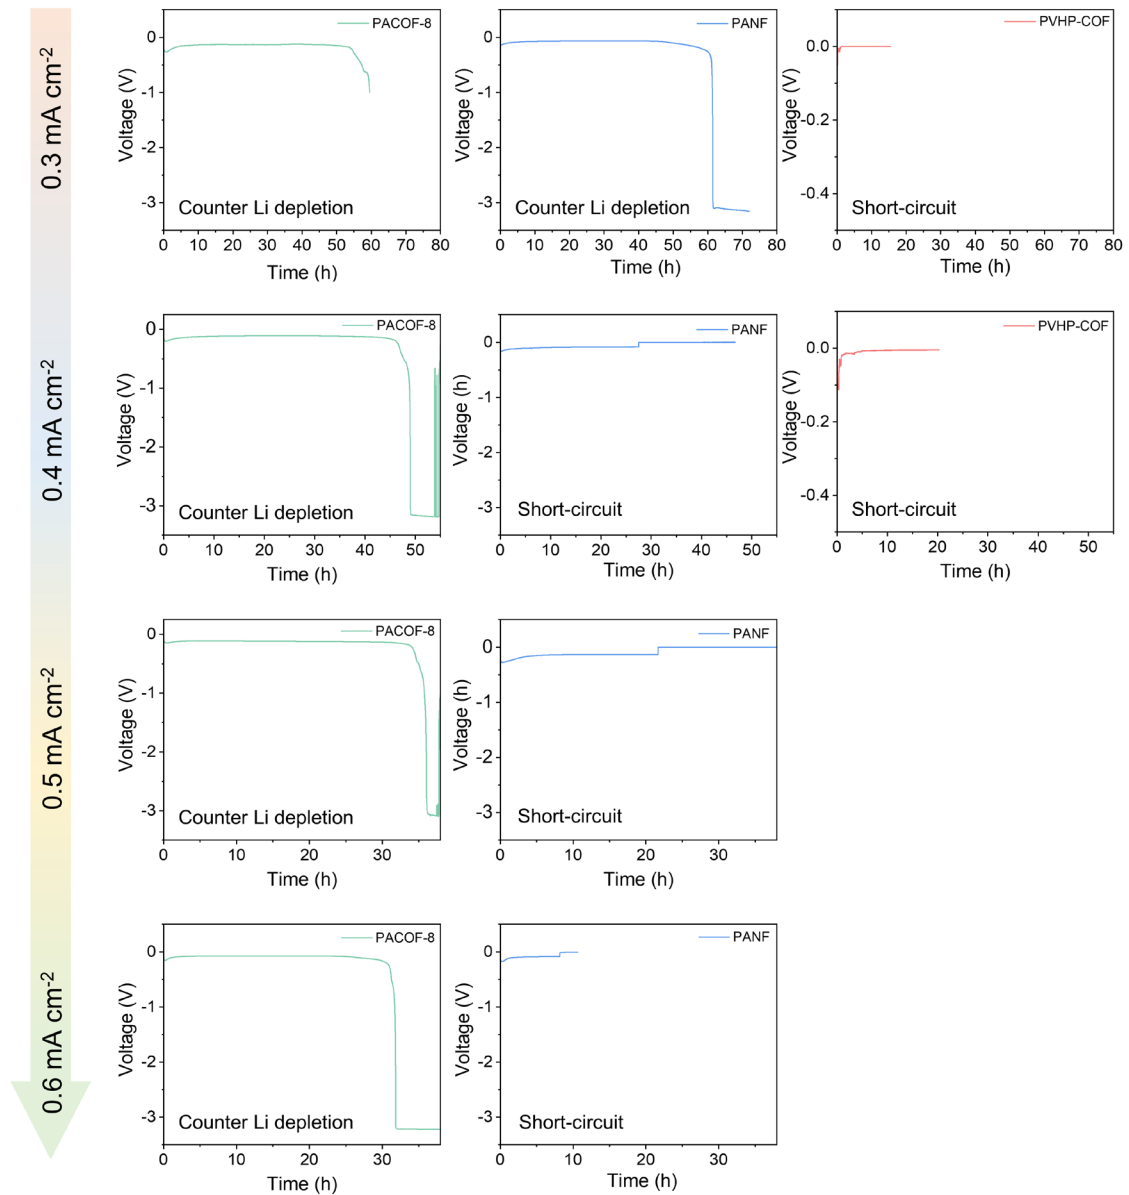 0.3 mA cm-2
PACOF-8
0
-1
-2
-3
Voltage (V)
Counter Li depletion
0 10 20 30 40 50 60 70 80
Time (h)
PANF
0
-1
-2
-3
Voltage (V)
Counter Li depletion
0 10 20 30 40 50 60 70 80
Time (h)
PVHP-COF
0.0
-0.2
-0.4
Voltage (V)
Short-circuit
0 10 20 30 40 50 60 70 80
Time (h)
0.4 mA cm-2
PACOF-8
0
-1
-2
-3
Voltage (V)
Counter Li depletion
0 10 20 30 40 50
Time (h)
PANF
0
-1
-2
-3
Voltage (h)
Short-circuit
0 10 20 30 40 50
Time (h)
PVHP-COF
0.0
-0.2
-0.4
Voltage (V)
Short-circuit
0 10 20 30 40 50
Time (h)
0.5 mA cm-2
PACOF-8
0
-1
-2
-3
Voltage (V)
Counter Li depletion
0 10 20 30
Time (h)
PANF
0
-1
-2
-3
Voltage (h)
Short-circuit
0 10 20 30
Time (h)
0.6 mA cm-2
PACOF-8
0
-1
-2
-3
Voltage (V)
Counter Li depletion
0 10 20 30
Time (h)
PANF
0
-1
-2
-3
Voltage (V)
Short-circuit
0 10 20 30
Time (h)